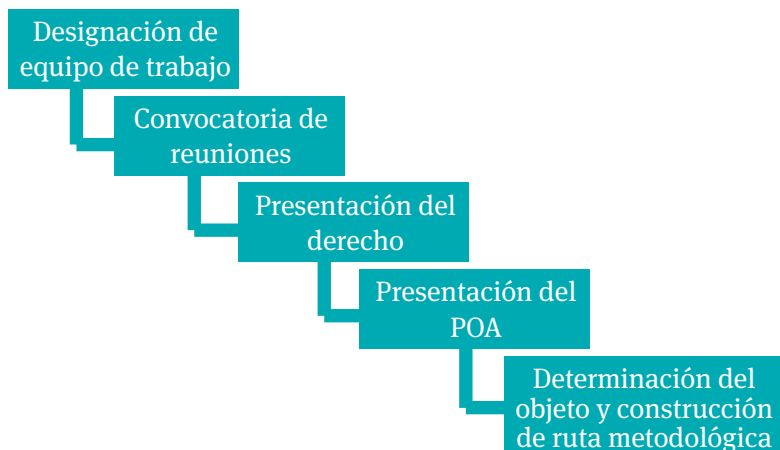 Designación de
equipo de trabajo
Convocatoria de
reuniones
Presentación del
derecho
Presentación del
POA
Determinación del
objeto y construcción
de ruta metodológica